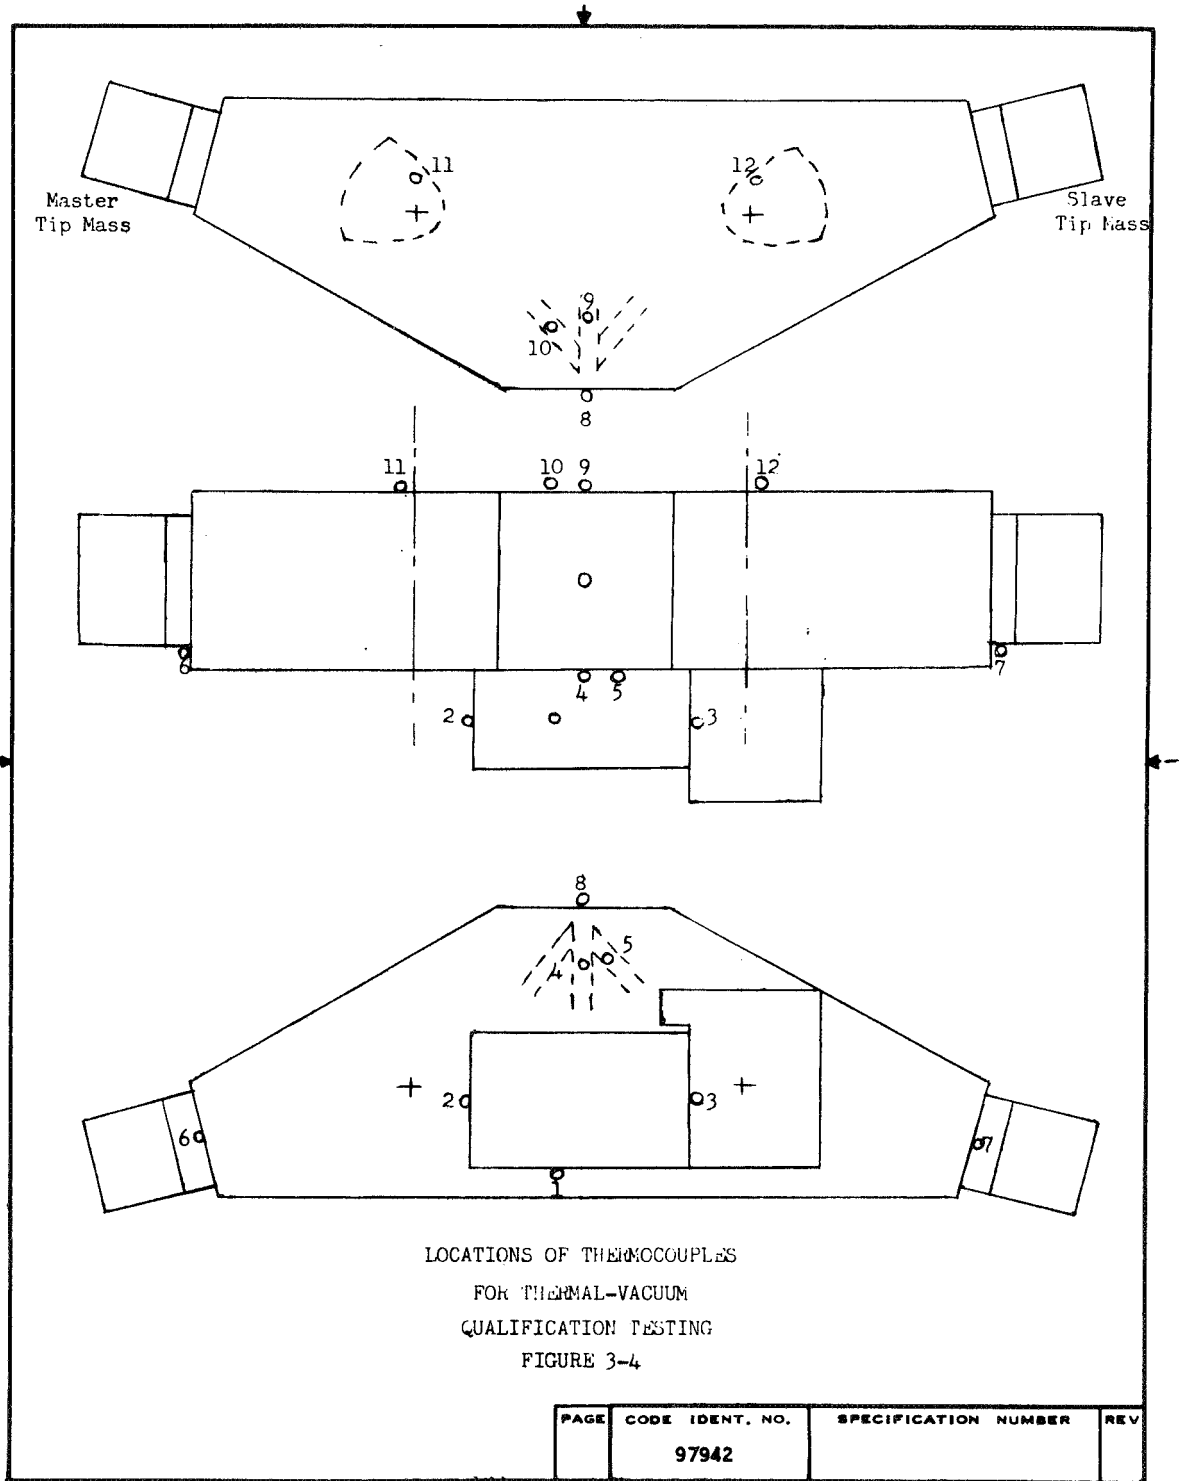 11
12
Master
Tip Mass
Slave
Tip Mass
9
10
8
11
10
9
12
6
7
4
5
2
3
8
5
4
2
3
6
7
1
LOCATIONS OF THERMOCOUPLES
FOR THERMAL-VACUUM
QUALIFICATION TESTING
FIGURE 3-4
PAGE
CODE IDENT. NO.
SPECIFICATION NUMBER
REV
97942